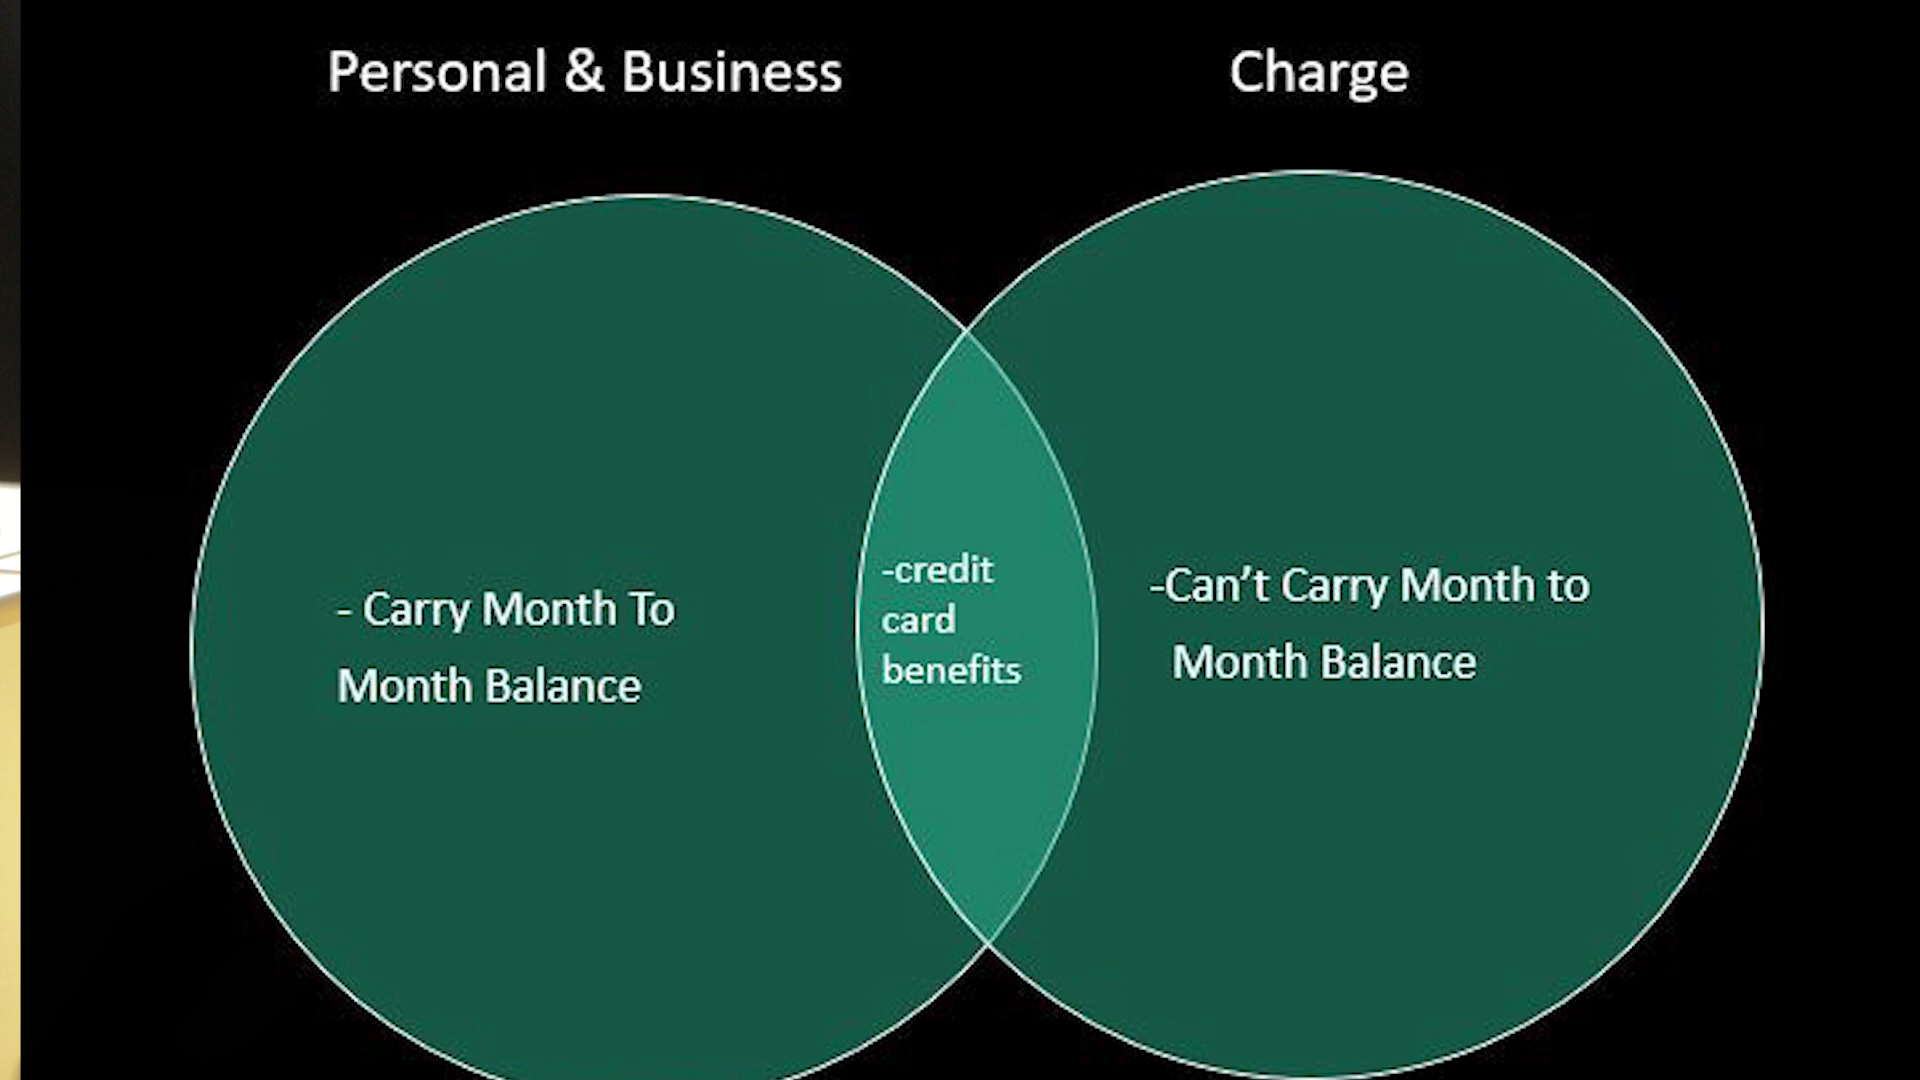 Personal & Business
Charge
- Carry Month To
Month Balance
-credit
card
benefits
-Can’t Carry Month to
Month Balance